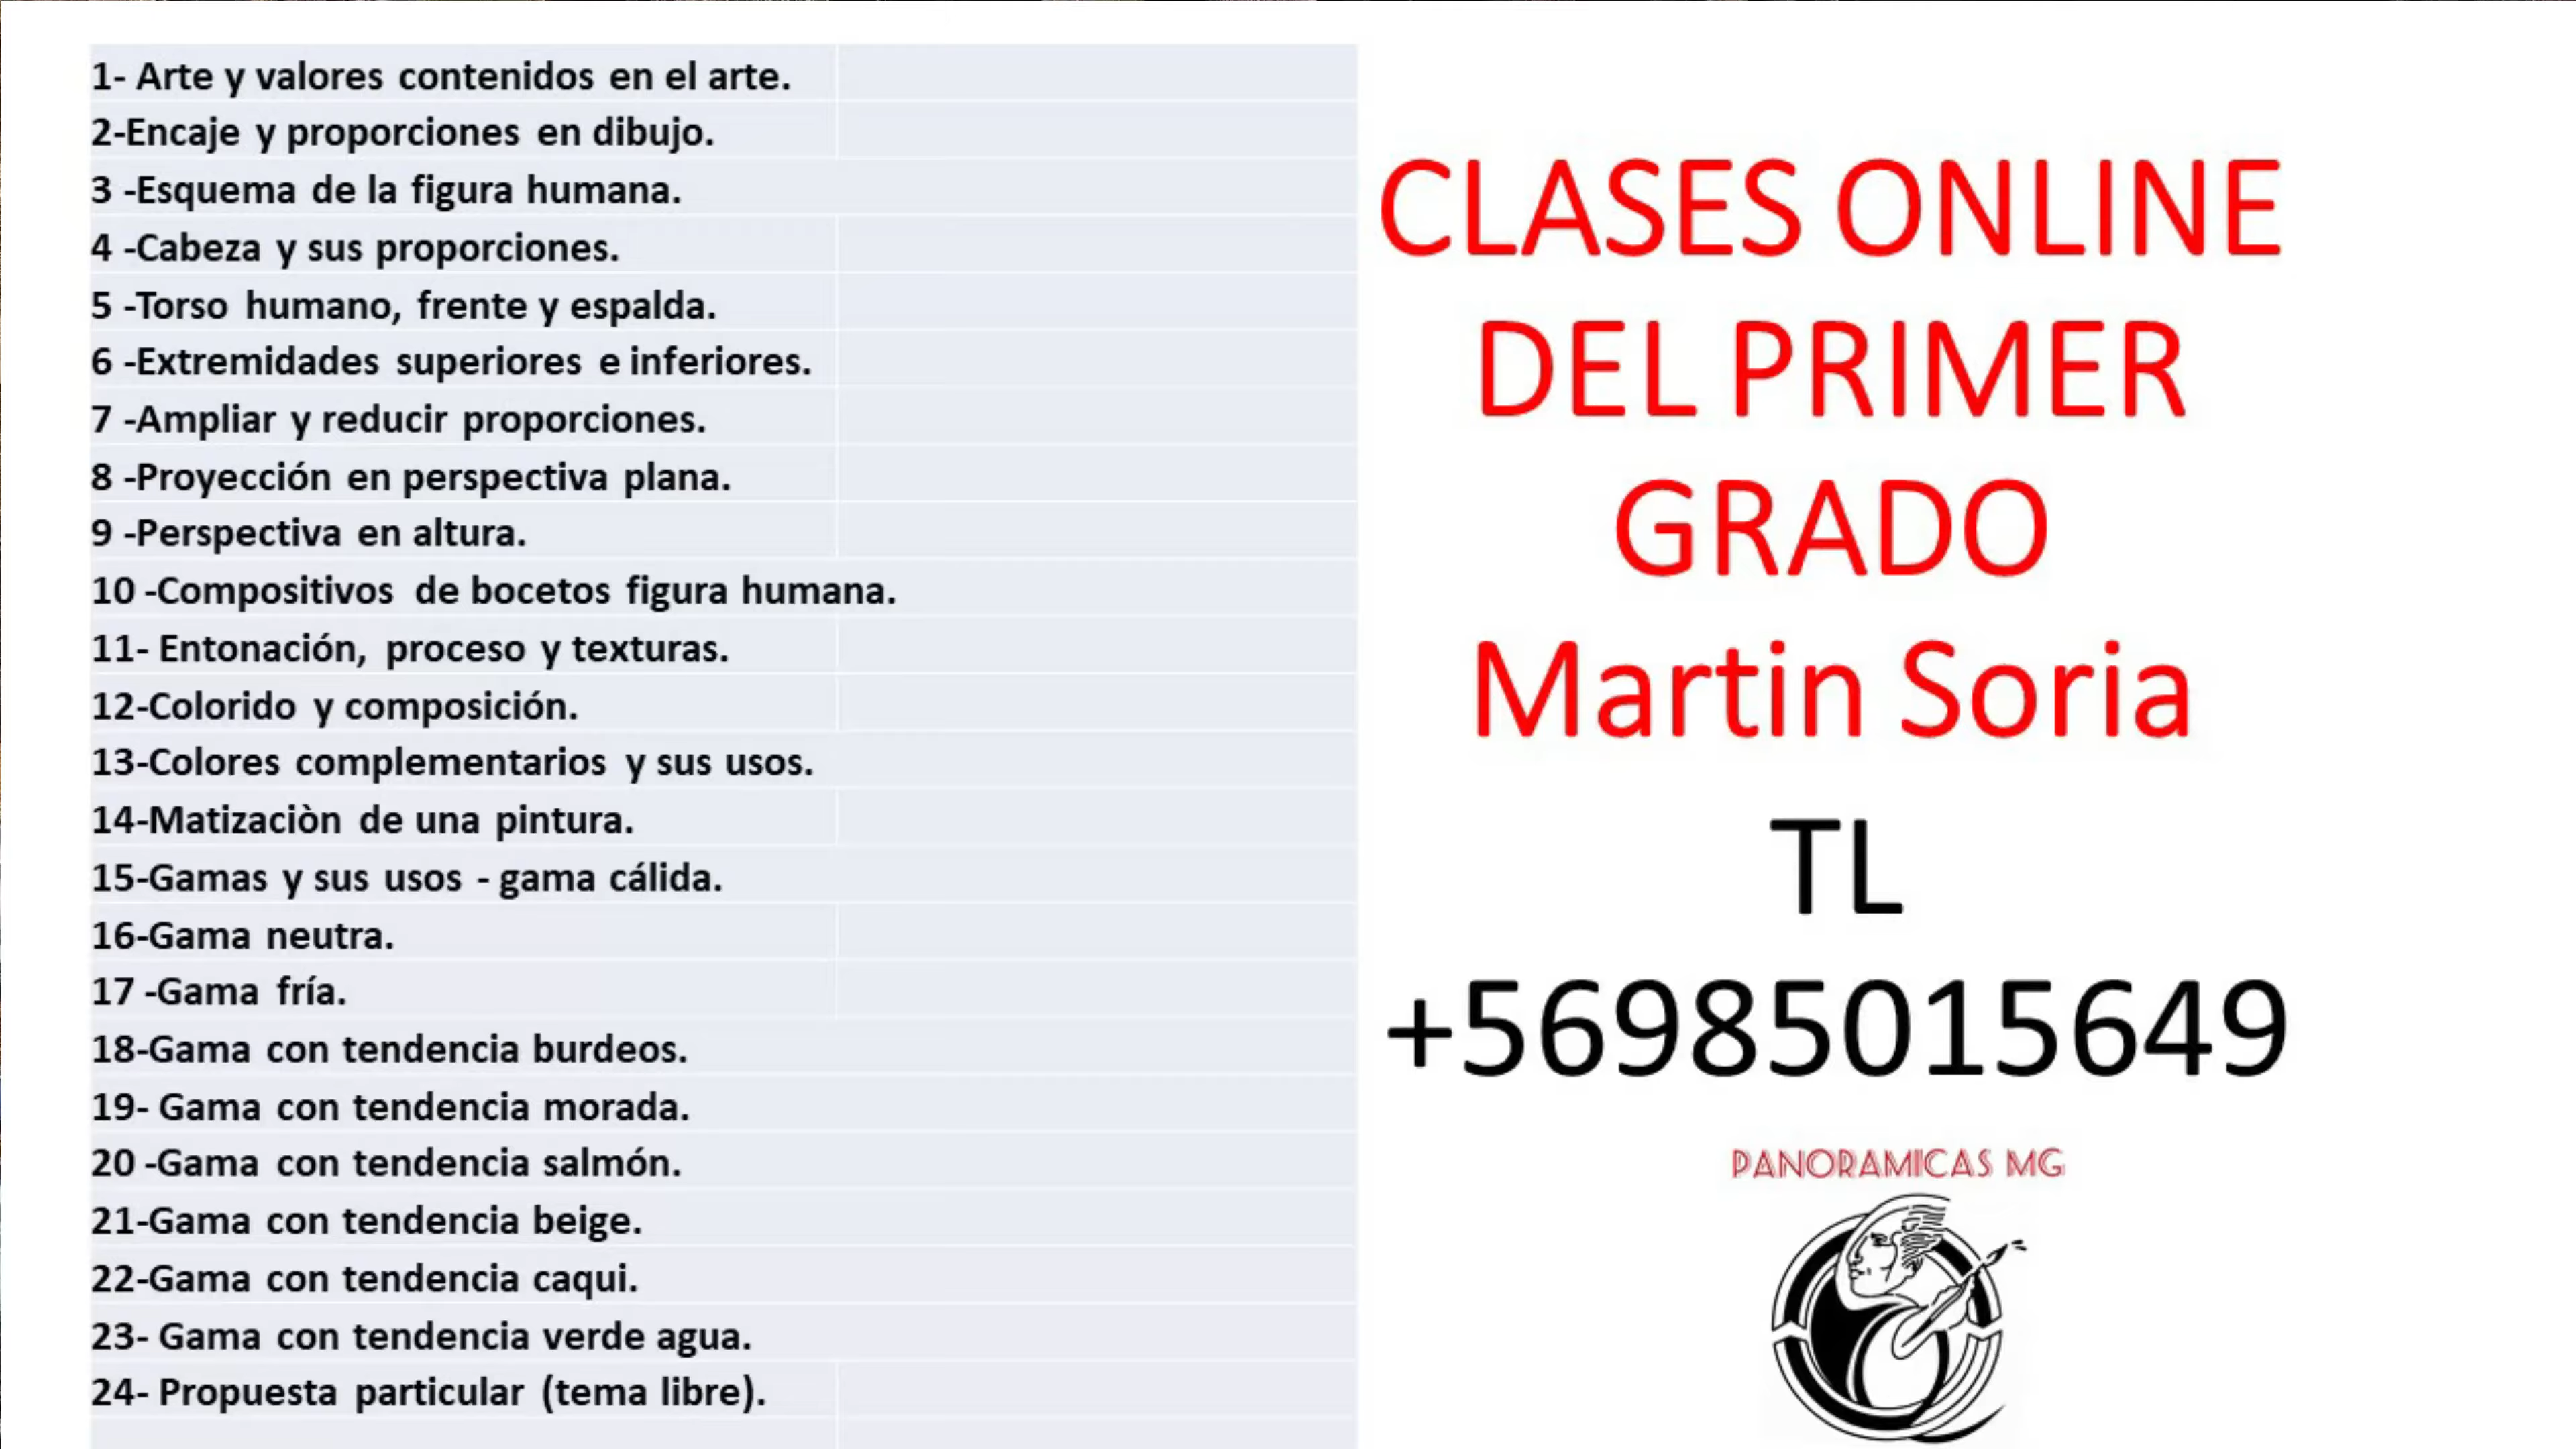 1- Arte y valores contenidos en el arte.
2-Encaje y proporciones en dibujo.
3 -Esquema de la figura humana.
4 -Cabeza y sus proporciones.
5 -Torso humano, frente y espalda.
6 -Extremidades superiores e inferiores.
7 -Ampliar y reducir proporciones.
8 -Proyección en perspectiva plana.
9 -Perspectiva en altura.
10 -Compositivos de bocetos figura humana.
11- Entonación, proceso y texturas.
12-Colorido y composición.
13-Colores complementarios y sus usos.
14-Matizaciòn de una pintura.
15-Gamas y sus usos - gama cálida.
16-Gama neutra.
17 -Gama fría.
18-Gama con tendencia burdeos.
19- Gama con tendencia morada.
20 -Gama con tendencia salmón.
21-Gama con tendencia beige.
22-Gama con tendencia caqui.
23- Gama con tendencia verde agua.
24- Propuesta particular (tema libre).
CLASES ONLINE
DEL PRIMER
GRADO
Martin Soria
TL
+56985015649
PANORAMICAS MG